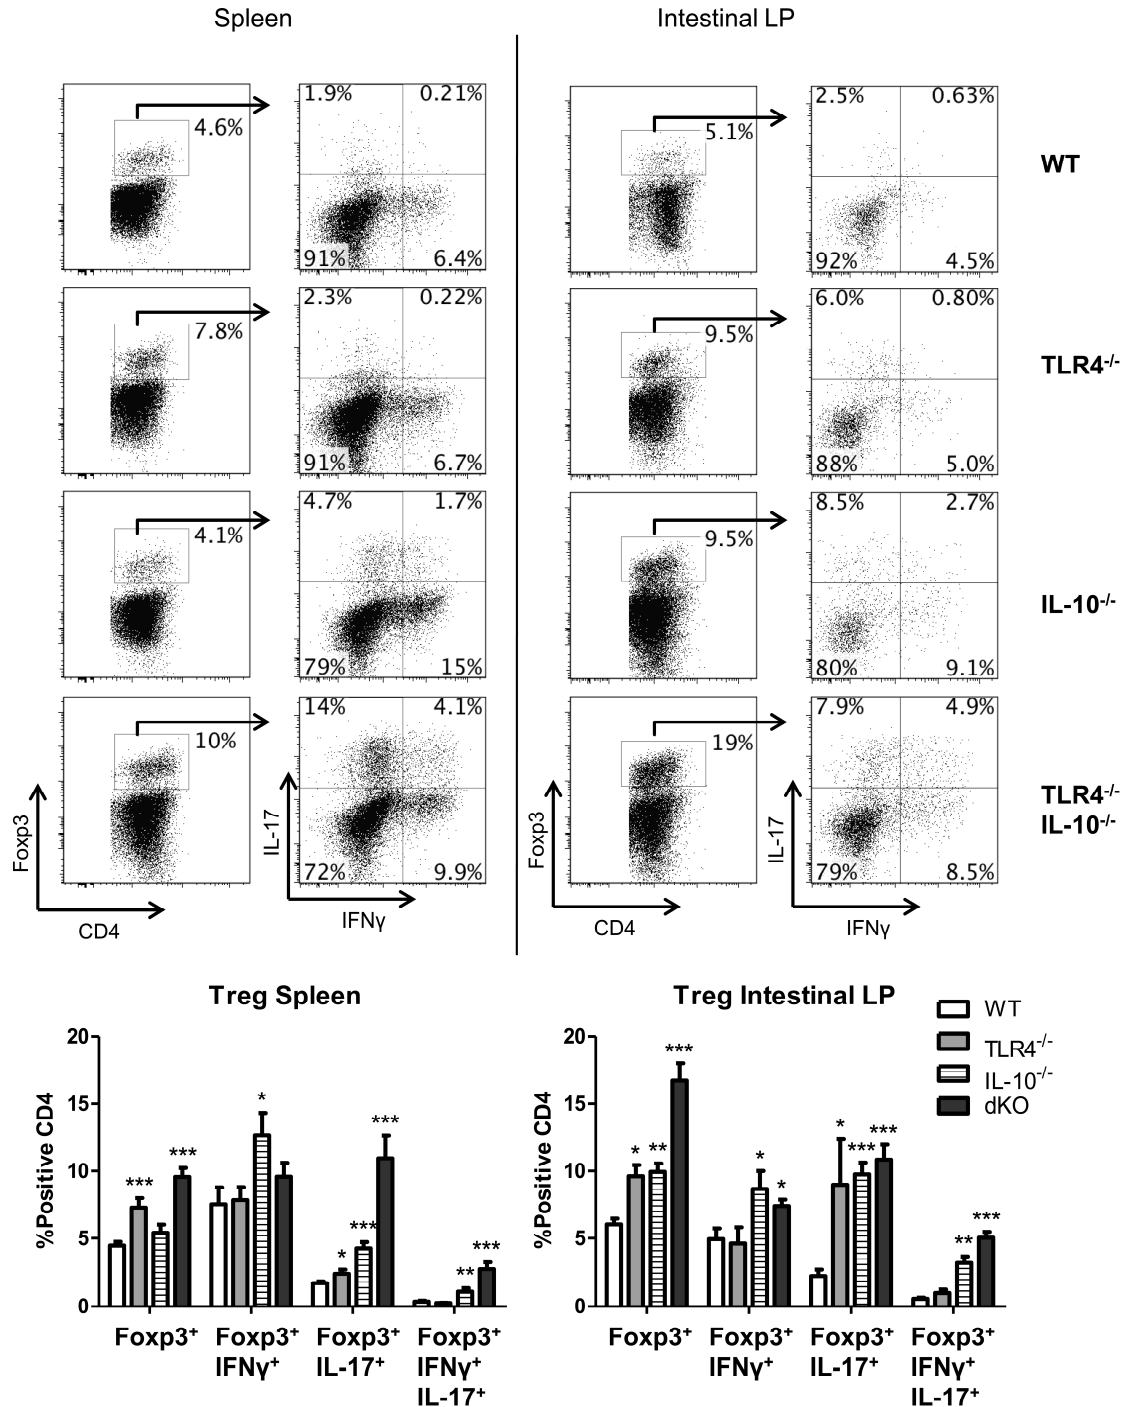 Spleen
Intestinal LP
4.6%
1.9%
0.21%
91%
6.4%
5.1%
2.5%
0.63%
92%
4.5%
WT
7.8%
2.3%
0.22%
91%
6.7%
9.5%
6.0%
0.80%
88%
5.0%
TLR4-/-
4.1%
4.7%
1.7%
79%
15%
9.5%
8.5%
2.7%
80%
9.1%
IL-10-/-
10%
14%
4.1%
72%
9.9%
19%
7.9%
4.9%
79%
8.5%
TLR4-/-
IL-10-/-
Foxp3
CD4
IL-17
IFNγ
Foxp3
CD4
IL-17
IFNγ
Treg Spleen
%Positive CD4
20
15
10
5
0
***
***
*
*
***
***
**
***
Foxp3+
Foxp3+
IFNγ+
Foxp3+
IL-17+
Foxp3+
IFNγ+
IL-17+
Treg Intestinal LP
%Positive CD4
20
15
10
5
0
*
**
***
*
*
*
***
***
**
***
Foxp3+
Foxp3+
IFNγ+
Foxp3+
IL-17+
Foxp3+
IFNγ+
IL-17+
WT
TLR4-/-
IL-10-/-
dKO